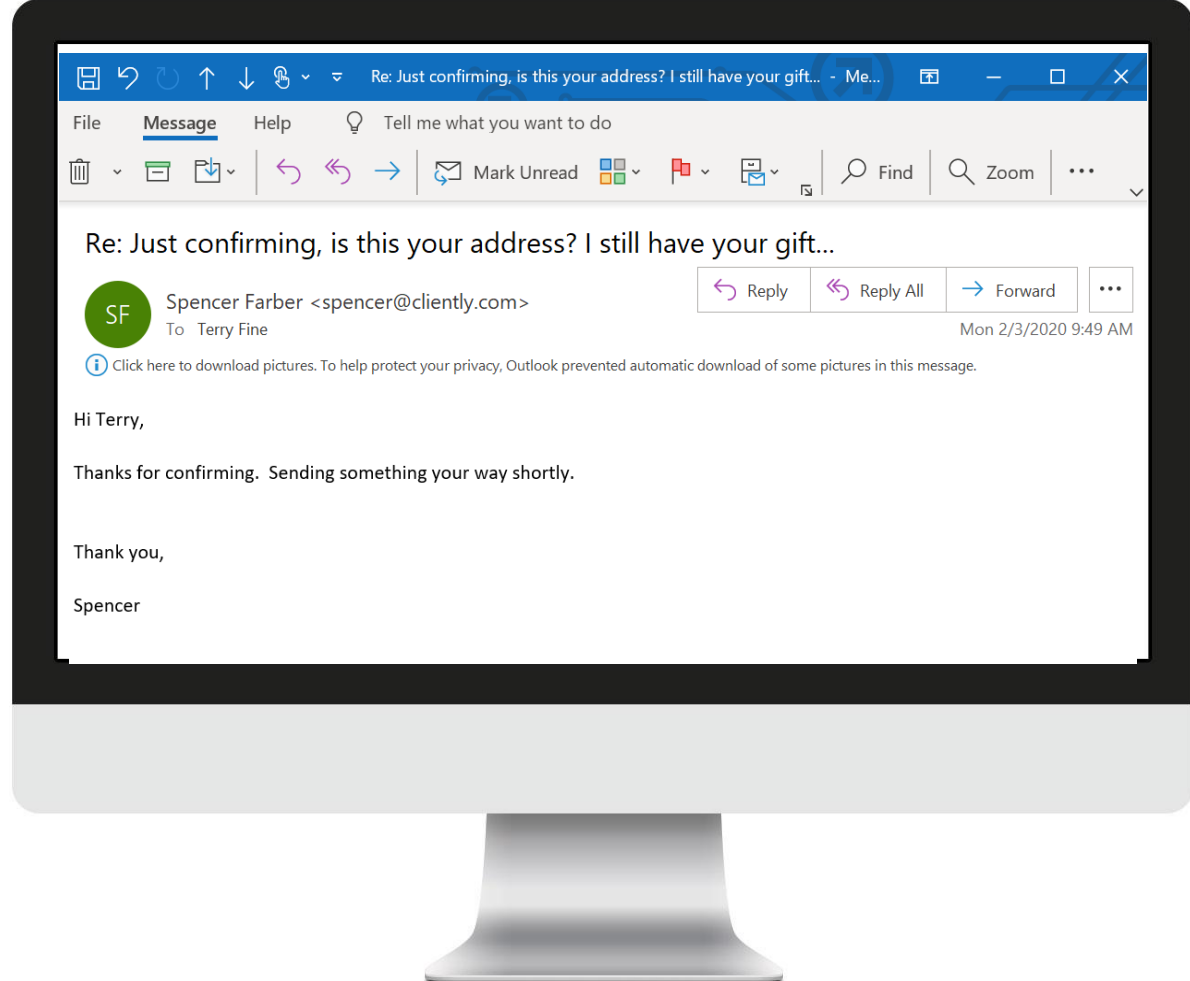 Re: Just confirming, is this your address? I still have your gift... - Me...
File Message Help Tell me what you want to do
Mark Unread Find Zoom
Re: Just confirming, is this your address? I still have your gift...
SF
Spencer Farber <spencer@cliently.com>
To Terry Fine
Reply Reply All Forward
Mon 2/3/2020 9:49 AM
Click here to download pictures. To help protect your privacy, Outlook prevented automatic download of some pictures in this message.
Hi Terry,
Thanks for confirming. Sending something your way shortly.
Thank you,
Spencer